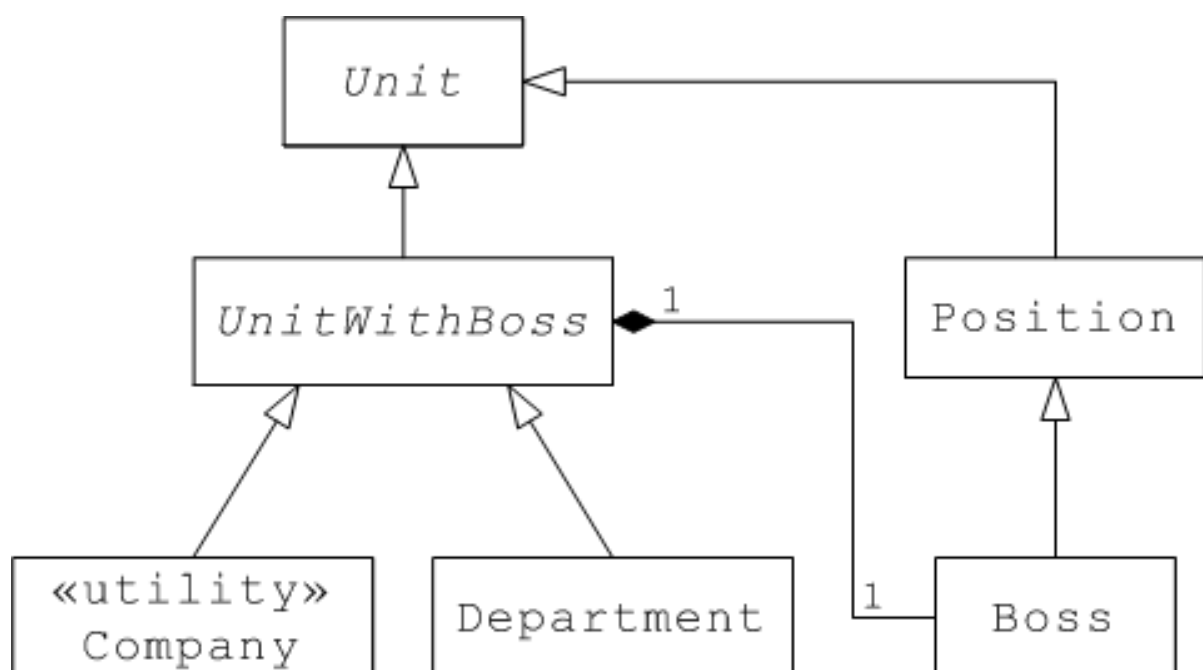 Unit
UnitWithBoss
1
Position
«utility»
Company
Department
1
Boss